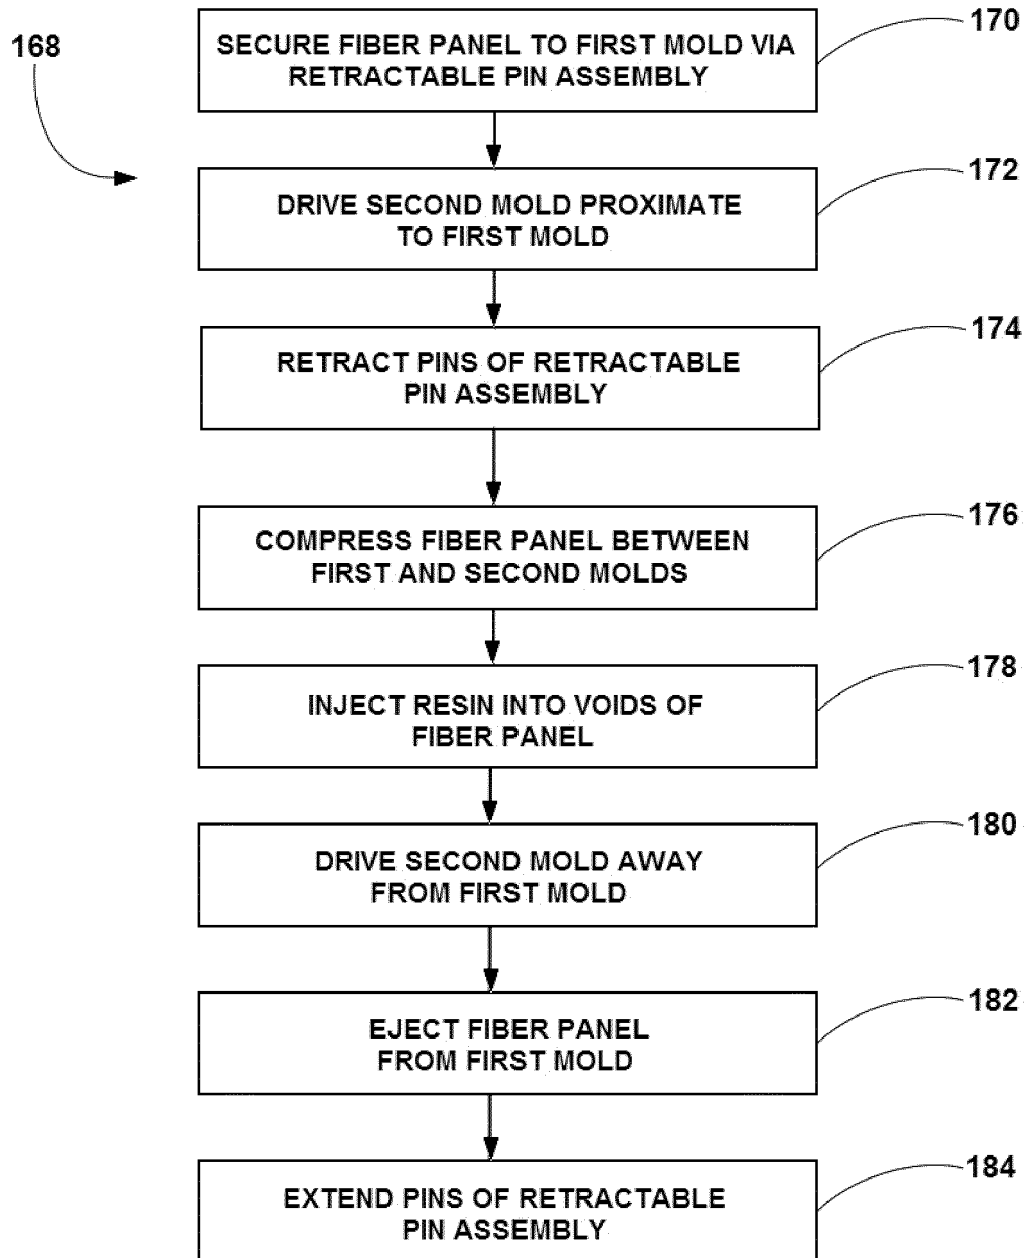 168
SECURE FIBER PANEL TO FIRST MOLD VIA
RETRACTABLE PIN ASSEMBLY
170
DRIVE SECOND MOLD PROXIMATE
TO FIRST MOLD
172
RETRACT PINS OF RETRACTABLE
PIN ASSEMBLY
174
COMPRESS FIBER PANEL BETWEEN
FIRST AND SECOND MOLDS
176
INJECT RESIN INTO VOIDS OF
FIBER PANEL
178
DRIVE SECOND MOLD AWAY
FROM FIRST MOLD
180
EJECT FIBER PANEL
FROM FIRST MOLD
182
EXTEND PINS OF RETRACTABLE
PIN ASSEMBLY
184